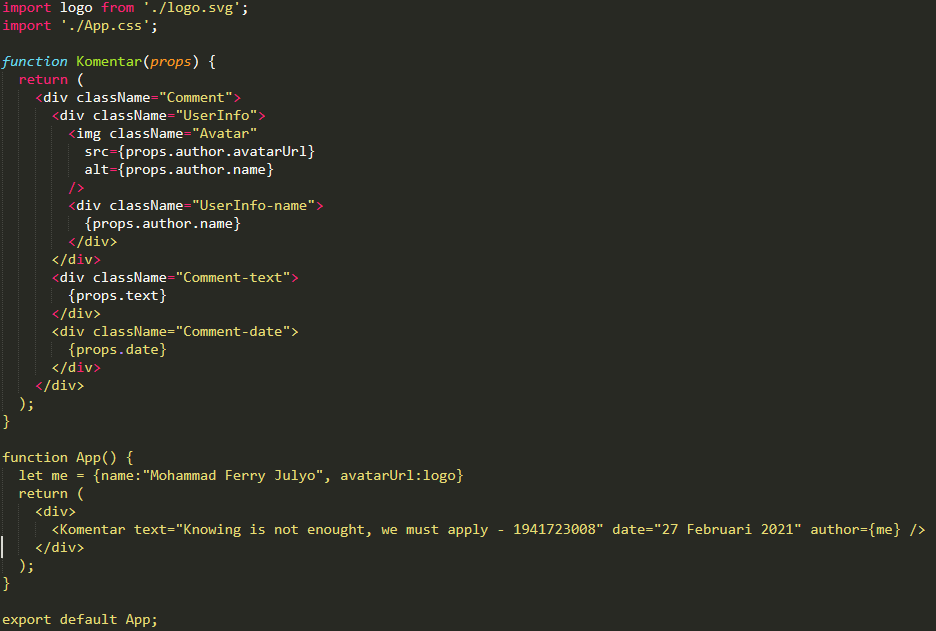 import logo from './logo.svg';
import './App.css';
function Komentar(props) {
return (
<div className="Comment">
<div className="UserInfo">
<img className="Avatar"
src={props.author.avatarUrl}
alt={props.author.name}
/>
<div className="UserInfo-name">
{props.author.name}
</div>
</div>
<div className="Comment-text">
{props.text}
</div>
<div className="Comment-date">
{props.date}
</div>
</div>
);
}
function App() {
let me = {name:"Mohammad Ferry Julyo", avatarUrl:logo}
return (
<div>
<Komentar text="Knowing is not enought, we must apply - 1941723008" date="27 Februari 2021" author={me} />
</div>
);
}
export default App;